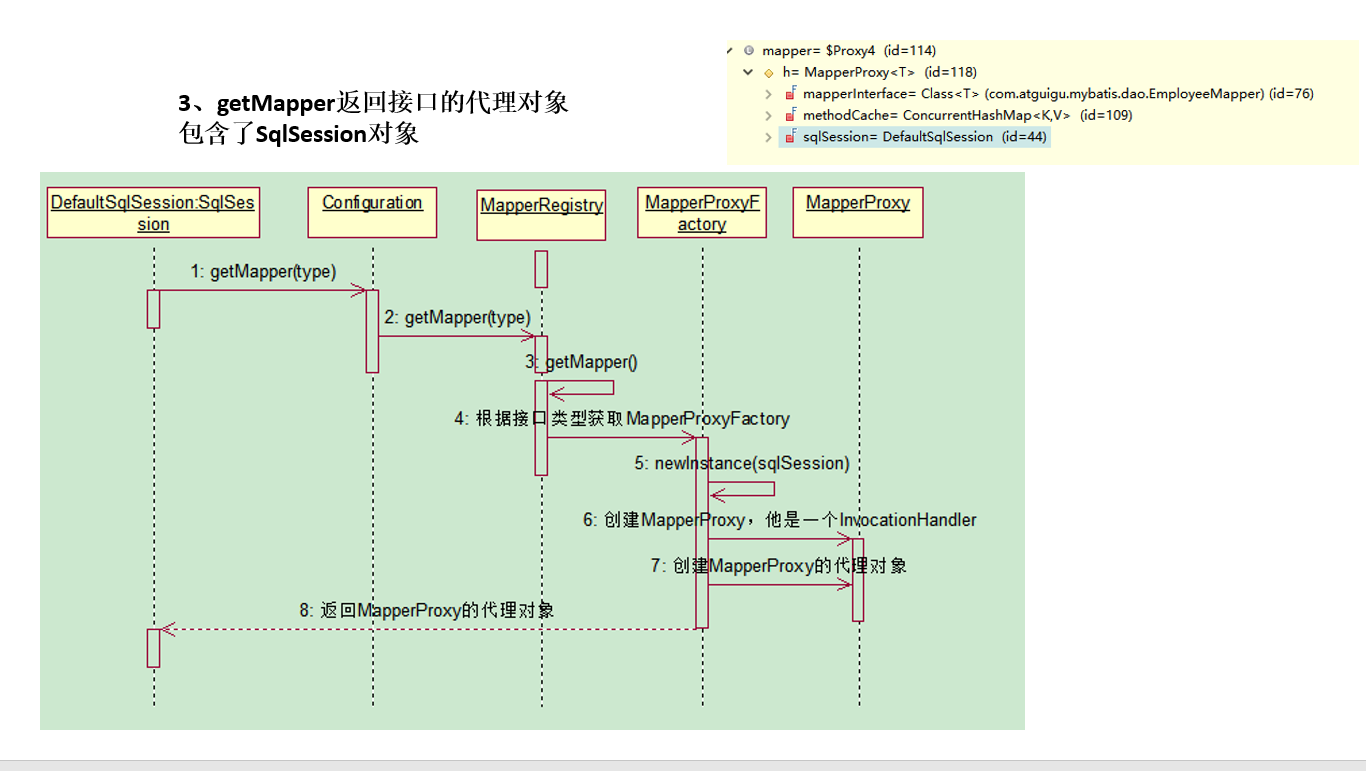 mapper= $Proxy4 (id=114)
h= MapperProxy<T> (id=118)
mapperInterface= Class<T> (com.atguigu.mybatis.dao.EmployeeMapper) (id=76)
methodCache= ConcurrentHashMap<K,V> (id=109)
sqlSession= DefaultSqlSession (id=44)
3、getMapper返回接口的代理对象
包含了SqlSession对象
DefaultSqlSession:SqlSes
sion
Configuration
MapperRegistry
MapperProxyF
actory
MapperProxy
1: getMapper(type)
2: getMapper(type)
3: getMapper()
4: 根据接口类型获取MapperProxyFactory
5: newInstance(sqlSession)
6: 创建MapperProxy，他是一个InvocationHandler
7: 创建MapperProxy的代理对象
8: 返回MapperProxy的代理对象